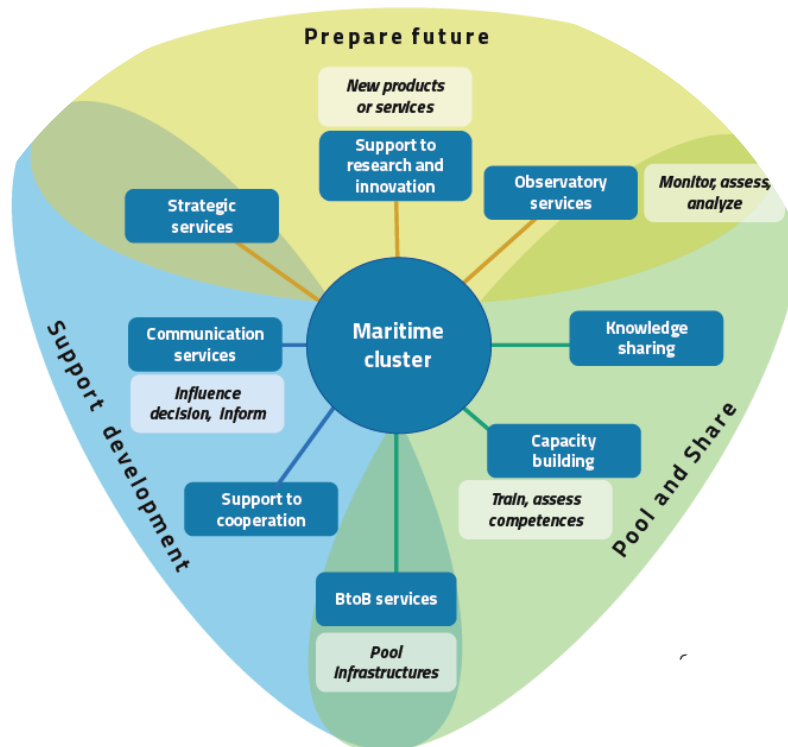 Prepare future
New products
or services
Support to
research and
innovation
Observatory
services
Monitor, assess,
analyze
Strategic
services
Maritime
cluster
Communication
services
Influence
decision, inform
Knowledge
sharing
Capacity
building
Train, assess
competences
Support to
cooperation
BtoB services
Pool
Infrastructures
Support development
Pool and Share